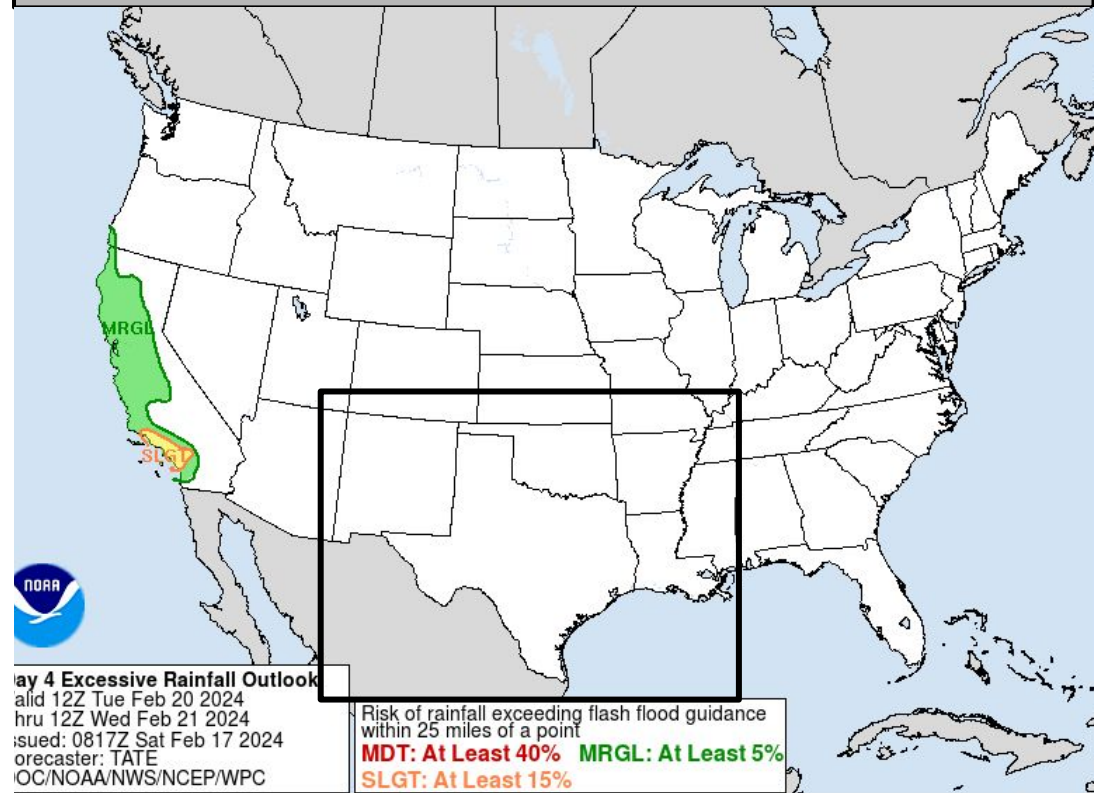 MRGL
SLGT
NOAA
ay 4 Excessive Rainfall Outlook
alid 12Z Tue Feb 20 2024
hru 12Z Wed Feb 21 2024
ssued: 0817Z Sat Feb 17 2024
orecaster: TATE
DOC/NOAA/NWS/NCEP/WPC
Risk of rainfall exceeding flash flood guidance
within 25 miles of a point
MDT: At Least 40% MRGL: At Least 5%
SLGT: At Least 15%